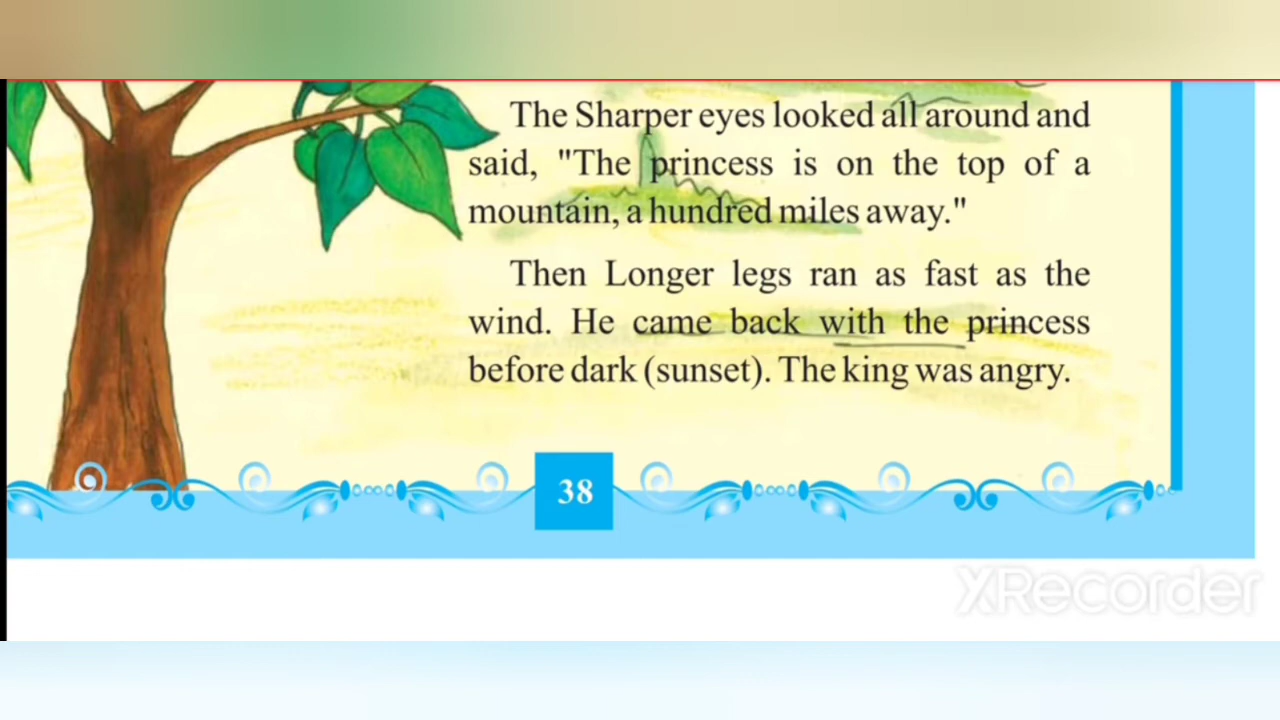 The Sharper eyes looked all around and
said, "The princess is on the top of a
mountain, a hundred miles away."
Then Longer legs ran as fast as the
wind. He came back with the princess
before dark (sunset). The king was angry.
38
XRecorder